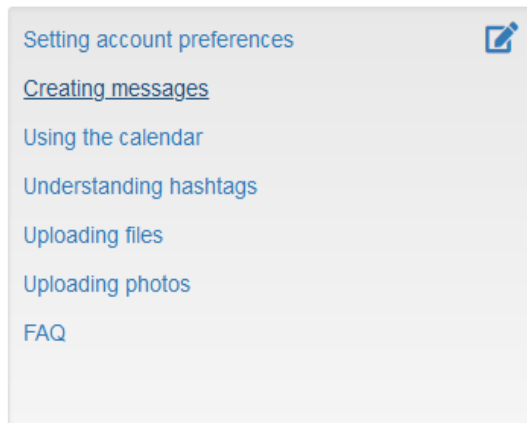 Setting account preferences
Creating messages
Using the calendar
Understanding hashtags
Uploading files
Uploading photos
FAQ